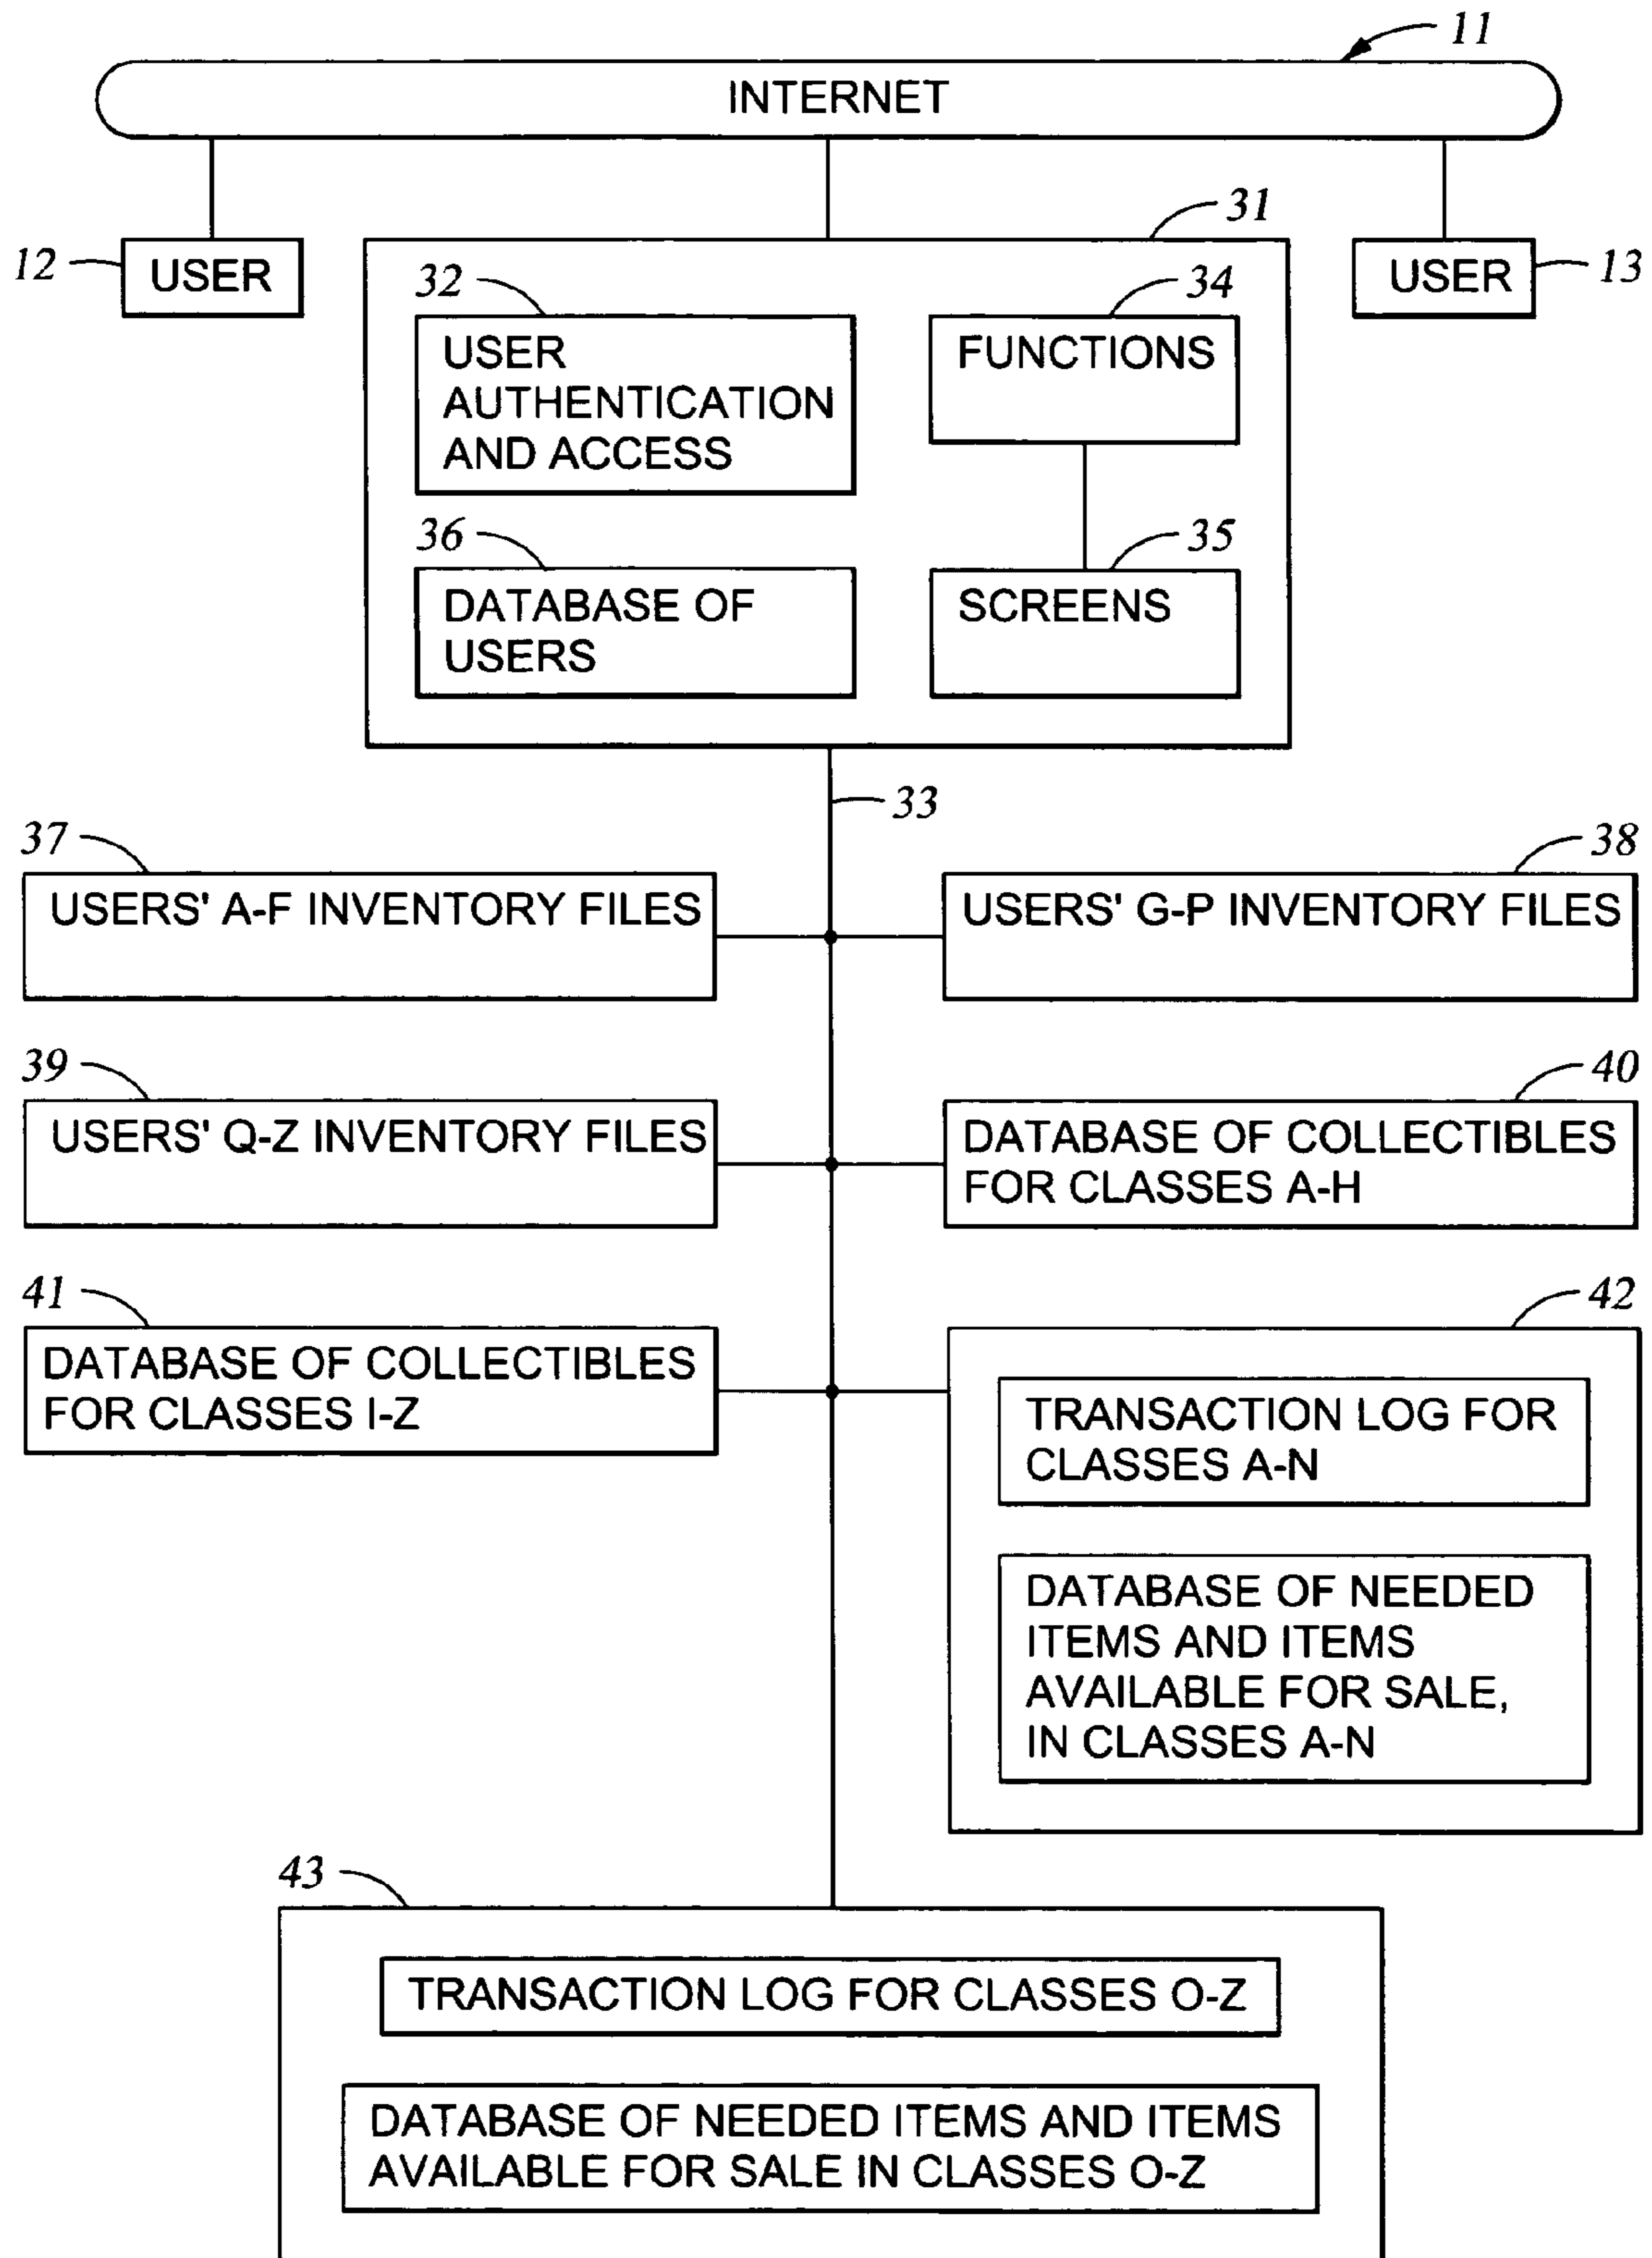 11
INTERNET
31
12
USER
USER
13
32
34
USER
AUTHENTICATION
AND ACCESS
FUNCTIONS
36
35
DATABASE OF
USERS
SCREENS
33
37
38
USERS' A-F INVENTORY FILES
USERS' G-P INVENTORY FILES
39
40
USERS' Q-Z INVENTORY FILES
DATABASE OF COLLECTIBLES
FOR CLASSES A-H
41
42
DATABASE OF COLLECTIBLES
FOR CLASSES I-Z
TRANSACTION LOG FOR
CLASSES A-N
DATABASE OF NEEDED
ITEMS AND ITEMS
AVAILABLE FOR SALE,
IN CLASSES A-N
43
TRANSACTION LOG FOR CLASSES O-Z
DATABASE OF NEEDED ITEMS AND ITEMS
AVAILABLE FOR SALE IN CLASSES O-Z